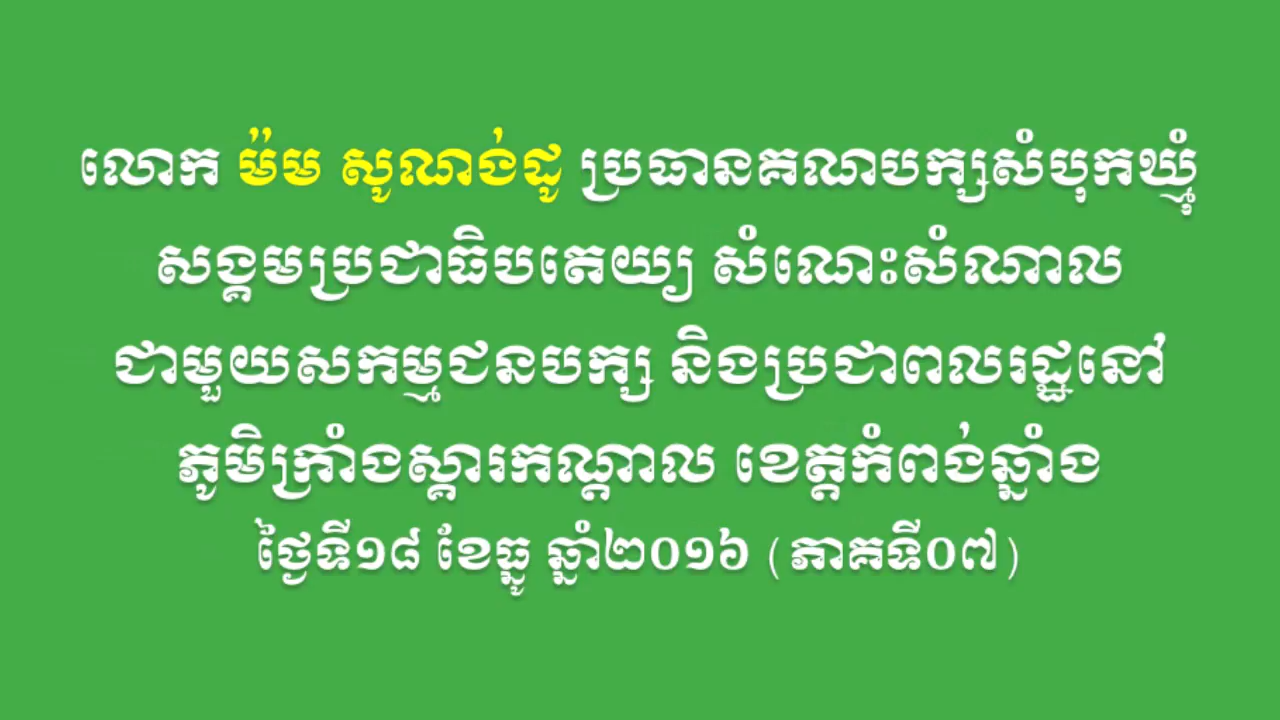 លោក ម៉ម សូណង់ដូ ប្រធានគណបក្សសំបុកឃ្មុំ
សង្គមប្រជាធិបតេយ្យ សំណេះសំណាល
ជាមួយសកម្មជនបក្ស និងប្រជាពលរដ្ឋនៅ
ភូមិក្រាំងស្គារកណ្តាល ខេត្តកំពង់ឆ្នាំង
ថ្ងៃទី១៨ ខែធ្នូ ឆ្នាំ២០១៦ (ភាគទី០៧)